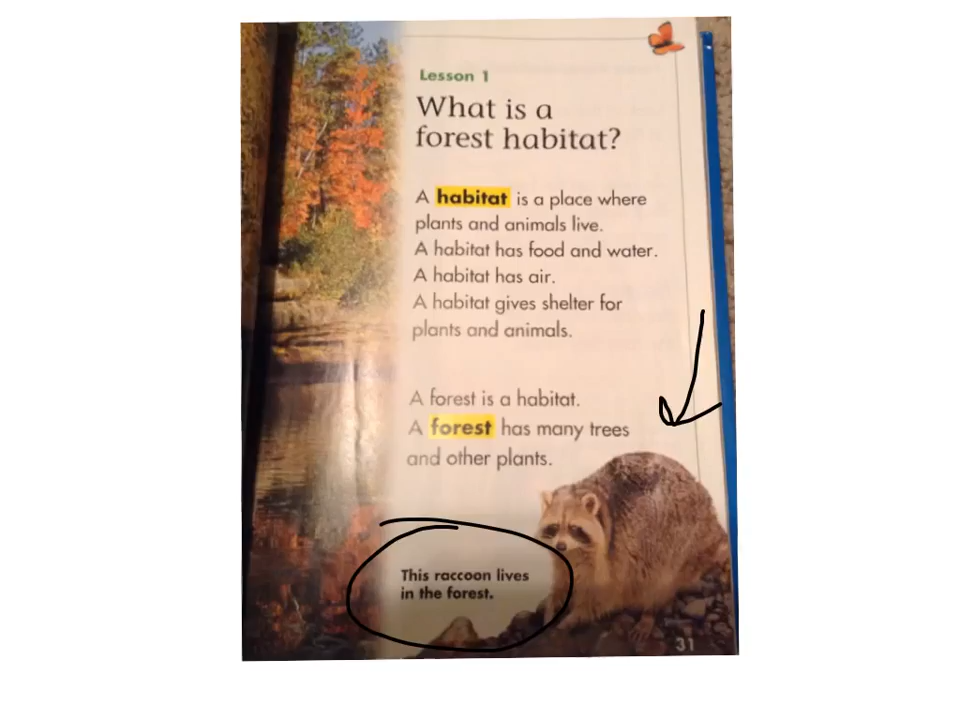 Lesson 1
What is a
forest habitat?
A habitat is a place where
plants and animals live.
A habitat has food and water.
A habitat has air.
A habitat gives shelter for
plants and animals.
A forest is a habitat.
A forest has many trees
and other plants.
This raccoon lives
in the forest.
31